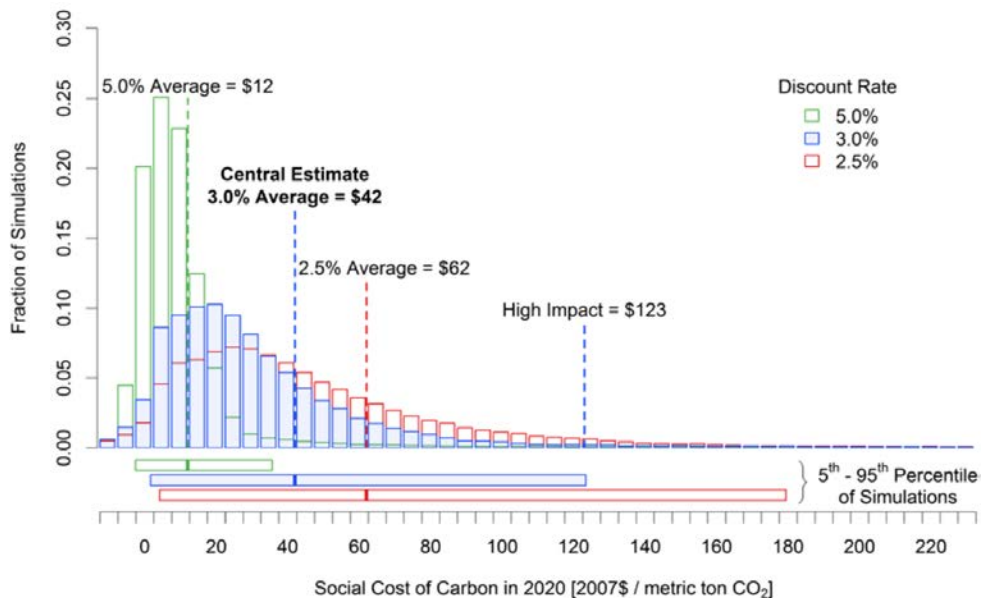 0.30
0.25
0.20
0.15
0.10
0.05
0.00
Fraction of Simulations
5.0% Average = $12
Central Estimate
3.0% Average = $42
2.5% Average = $62
High Impact = $123
Discount Rate
5.0%
3.0%
2.5%
5th - 95th Percentile
of Simulations
0 20 40 60 80 100 120 140 160 180 200 220
Social Cost of Carbon in 2020 [2007$ / metric ton CO₂]